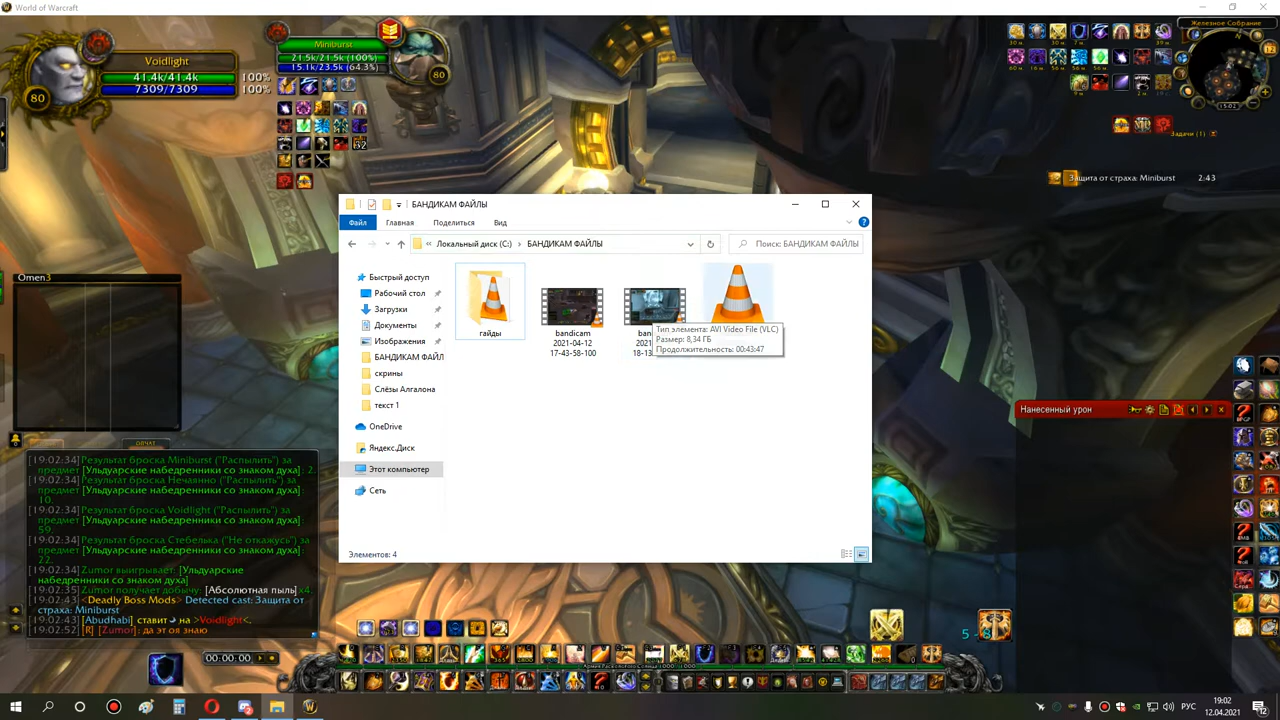 World of Warcraft
Voidlight
41.4k/41.4k 100%
7309/7309 100%
80
Miniburst
21.5k/21.5k (100%)
15.1k/23.5k (64.3%)
80
Железное Собрание
15:02
Задачи (1)
Защита от страха: Miniburst 2:43
БАНДИКАМ ФАЙЛЫ
Файл Главная Поделиться Вид
Локальный диск (C:) БАНДИКАМ ФАЙЛЫ
Поиск: БАНДИКАМ ФАЙЛЫ
Быстрый доступ
Рабочий стол
Загрузки
Документы
Изображения
БАНДИКАМ ФАЙЛ
скрины
Слёзы Алгалона
текст 1
OneDrive
Яндекс.Диск
Этот компьютер
Сеть
гайды
bandicam
2021-04-12
17-43-58-100
ban
2021
18-13
Тип элемента: AVI Video File (VLC)
Размер: 8,34 ГБ
Продолжительность: 00:43:47
Элементов: 4
Omen3
Нанесенный урон
[19:02:34] Результат броска Miniburst ("Распылить") за
предмет [Ульдуарские набедренники со знаком духа]: 2.
[19:02:34] Результат броска Нечаянно ("Распылить") за
предмет [Ульдуарские набедренники со знаком духа]:
10.
[19:02:34] Результат броска Voidlight ("Распылить") за
предмет [Ульдуарские набедренники со знаком духа]:
59.
[19:02:34] Результат броска Стебелька ("Не откажусь") за
предмет [Ульдуарские набедренники со знаком духа]:
22.
[19:02:34] Zumor выигрывает: [Ульдуарские
набедренники со знаком духа]
[19:02:35] Zumor получает добычу: [Абсолютная пыль]x4.
[19:02:43] <Deadly Boss Mods> Detected cast: Защита от
страха: Miniburst
[19:02:43] [Abudhabi] ставит на >Voidlight<.
[19:02:52] [R] [Zumor]: да эт оя знаю
00:00:00
5 - 8
РУС
19:02
12.04.2021